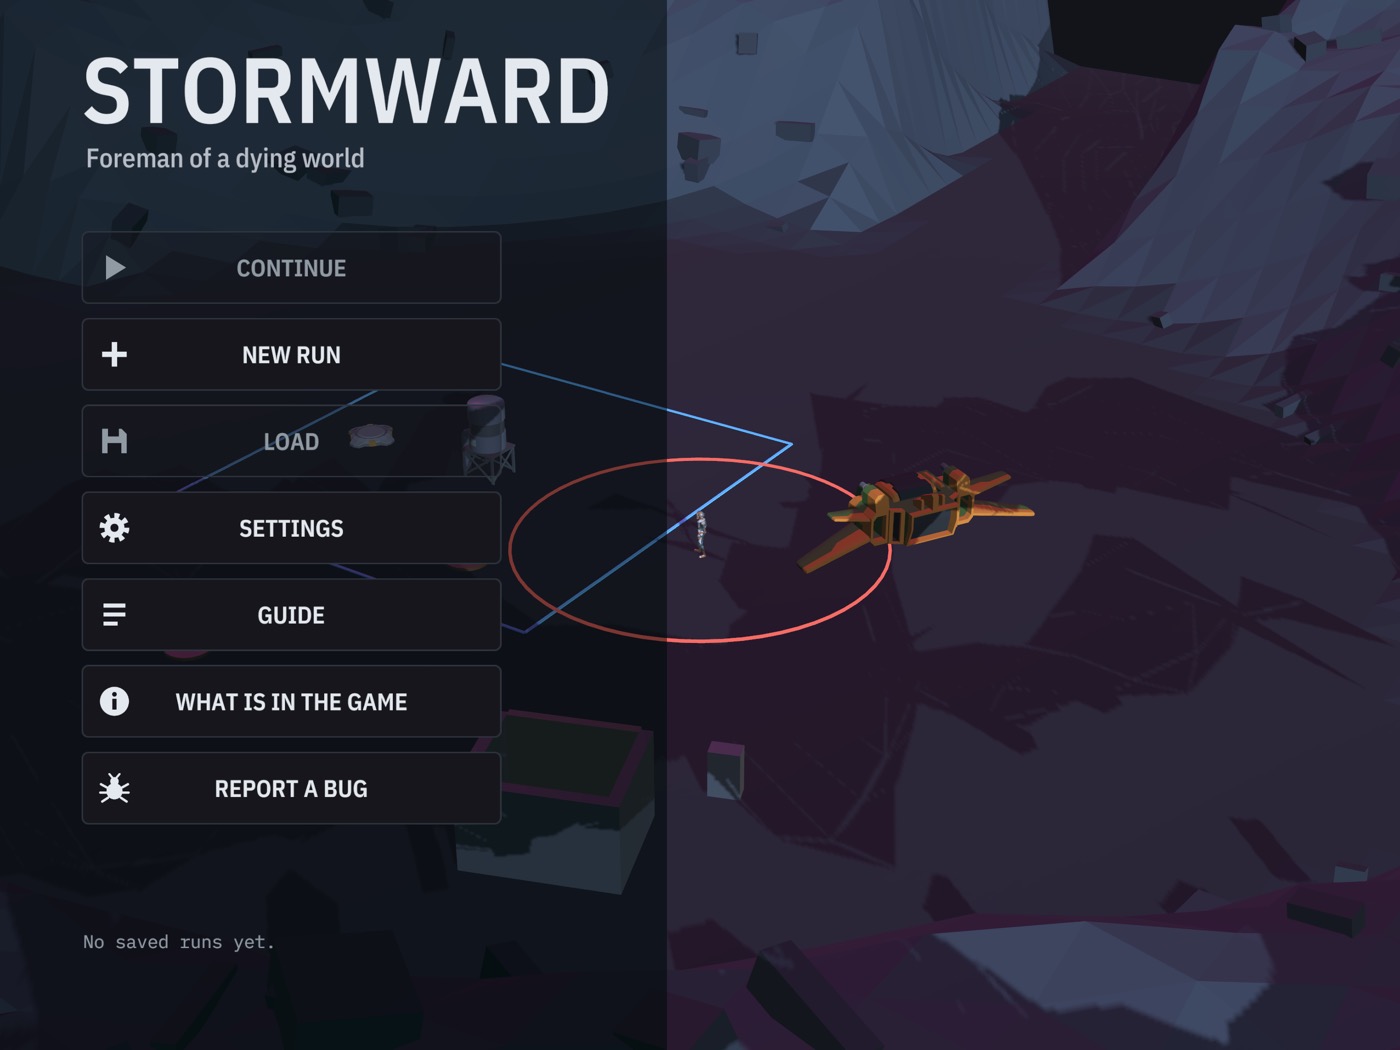 STORMWARD
Foreman of a dying world
CONTINUE
NEW RUN
LOAD
SETTINGS
GUIDE
WHAT IS IN THE GAME
REPORT A BUG
No saved runs yet.